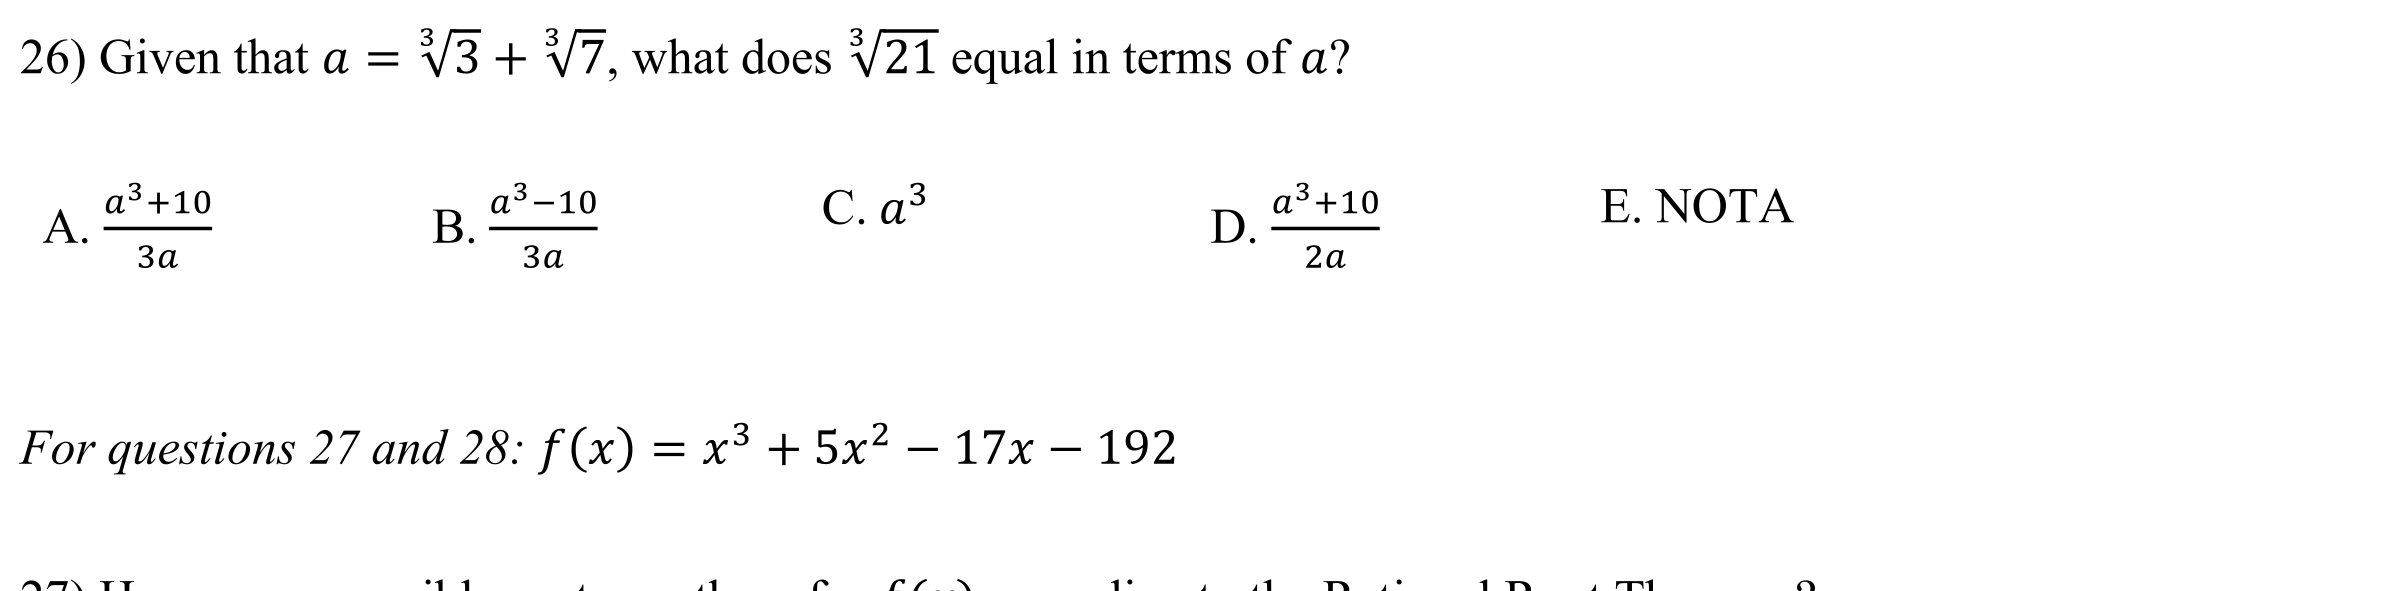 26) Given that a = ∛3 + ∛7, what does ∛21 equal in terms of a?
A. (a³+10)/(3a) B. (a³−10)/(3a) C. a³ D. (a³+10)/(2a) E. NOTA
For questions 27 and 28: f(x) = x³ + 5x² − 17x − 192